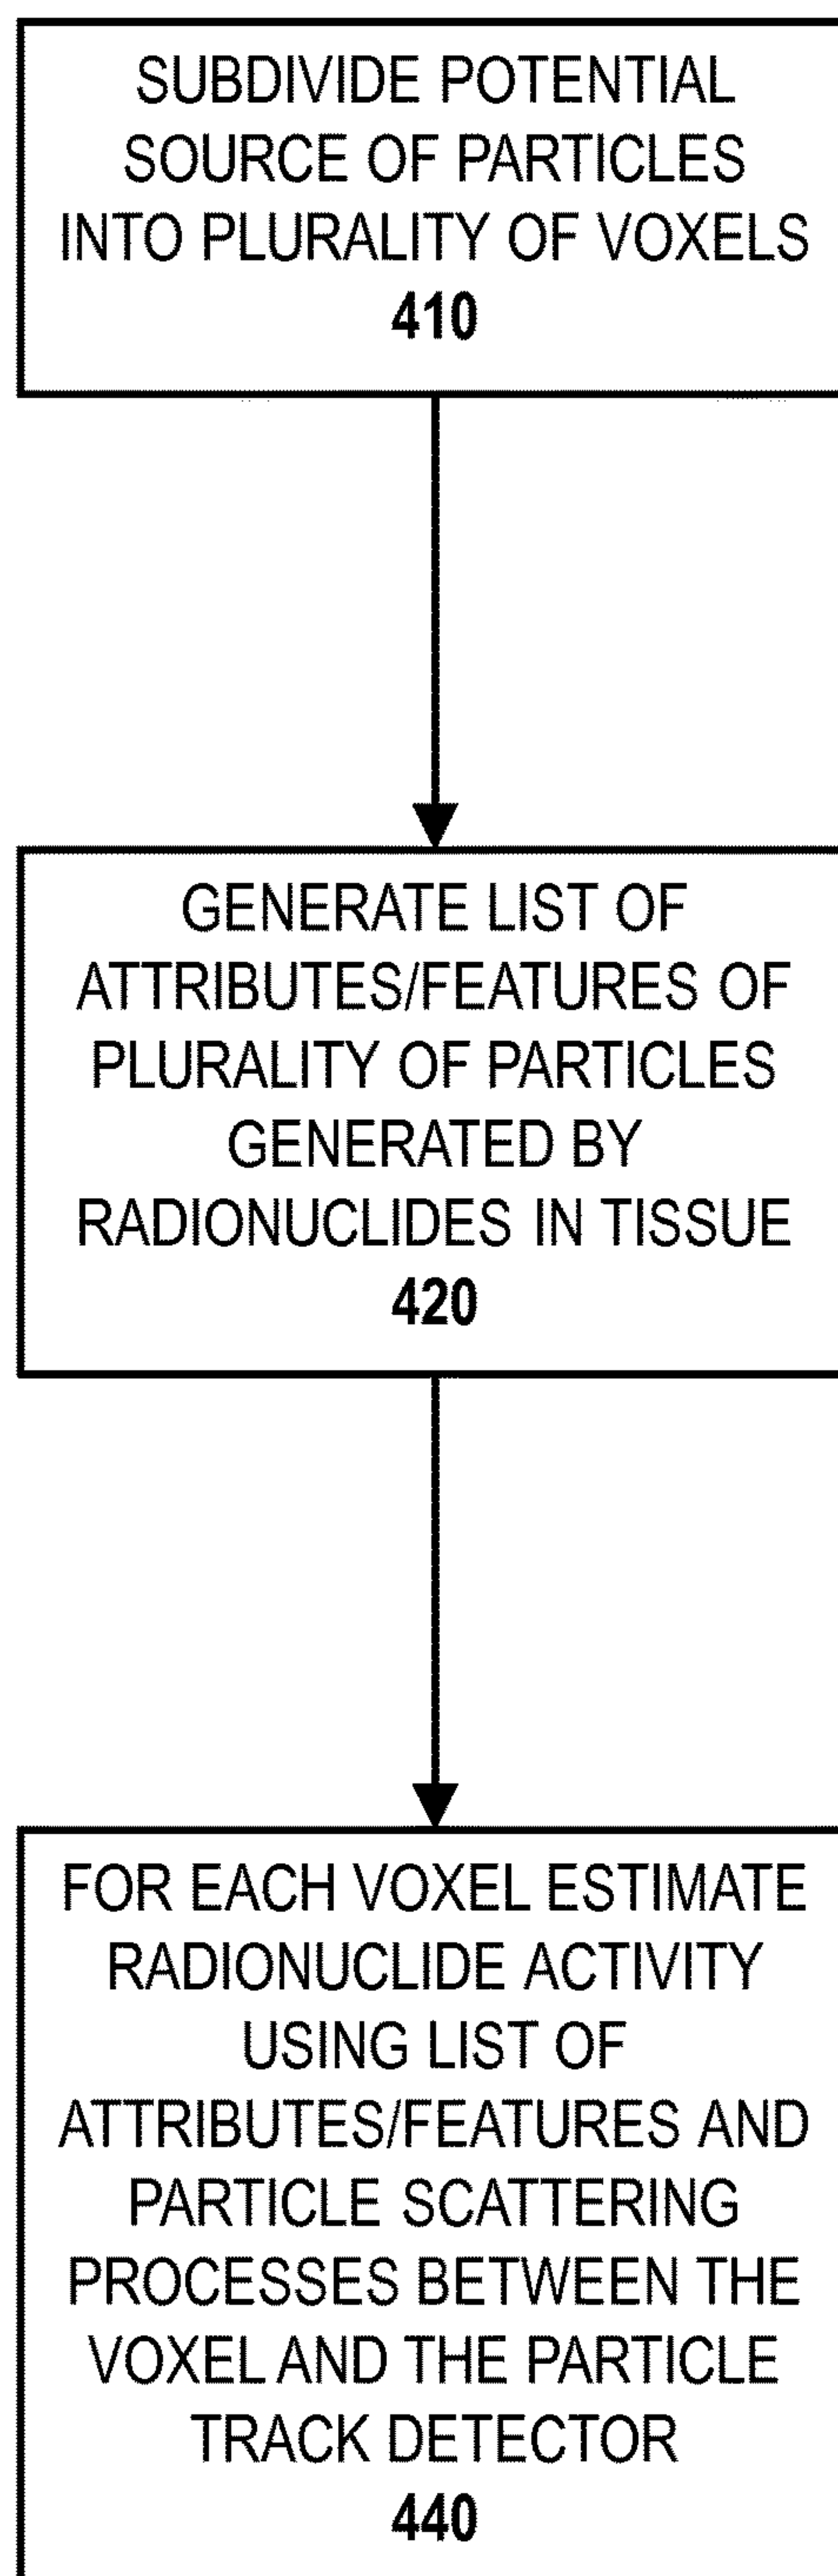 SUBDIVIDE POTENTIAL
SOURCE OF PARTICLES
INTO PLURALITY OF VOXELS
410
GENERATE LIST OF
ATTRIBUTES/FEATURES OF
PLURALITY OF PARTICLES
GENERATED BY
RADIONUCLIDES IN TISSUE
420
FOR EACH VOXEL ESTIMATE
RADIONUCLIDE ACTIVITY
USING LIST OF
ATTRIBUTES/FEATURES AND
PARTICLE SCATTERING
PROCESSES BETWEEN THE
VOXEL AND THE PARTICLE
TRACK DETECTOR
440